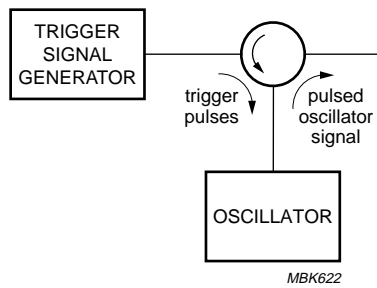 TRIGGER
SIGNAL
GENERATOR
trigger
pulses
pulsed
oscillator
signal
OSCILLATOR
MBK622